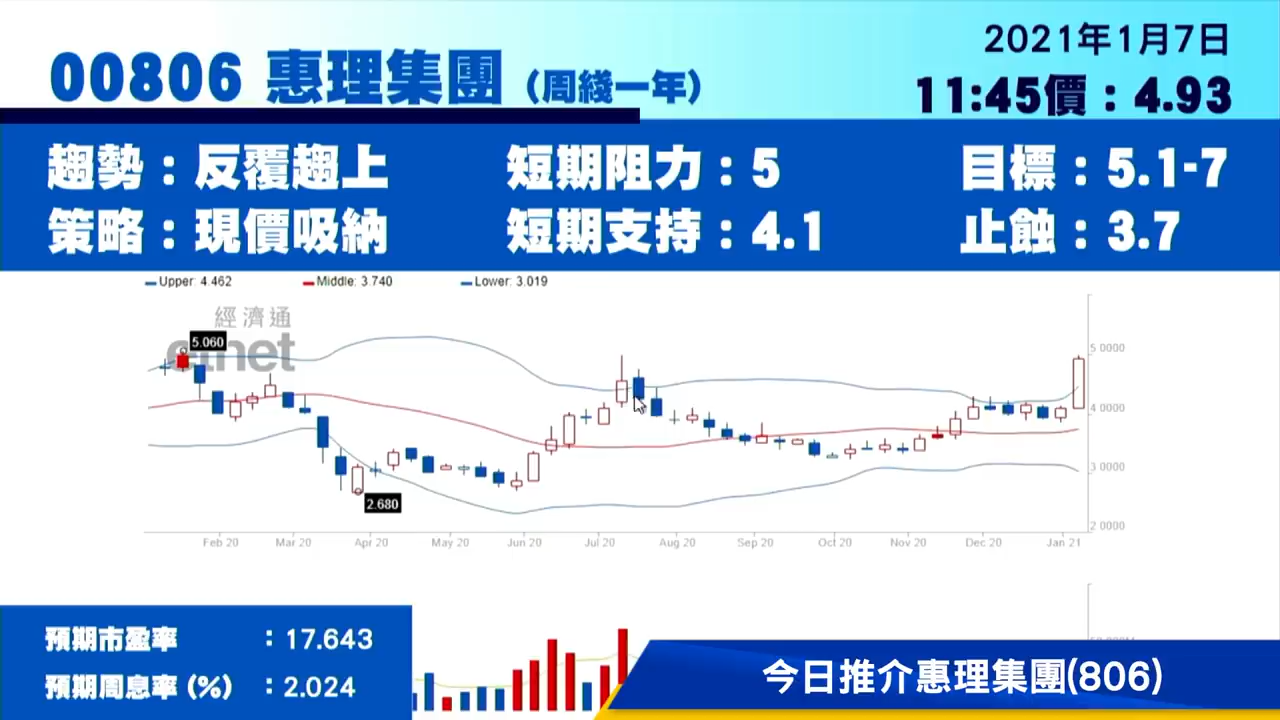 00806 惠理集團 (周綫一年)
2021年1月7日
11:45價：4.93
趨勢：反覆趨上
短期阻力：5
目標：5.1-7
策略：現價吸納
短期支持：4.1
止蝕：3.7
Upper: 4.462 Middle: 3.740 Lower: 3.019
經濟通
etnet
5.060
2.680
5.0000
4.0000
3.0000
2.0000
Feb 20 Mar 20 Apr 20 May 20 Jun 20 Jul 20 Aug 20 Sep 20 Oct 20 Nov 20 Dec 20 Jan 21
預期市盈率 ：17.643
預期周息率 (%) ：2.024
今日推介惠理集團(806)